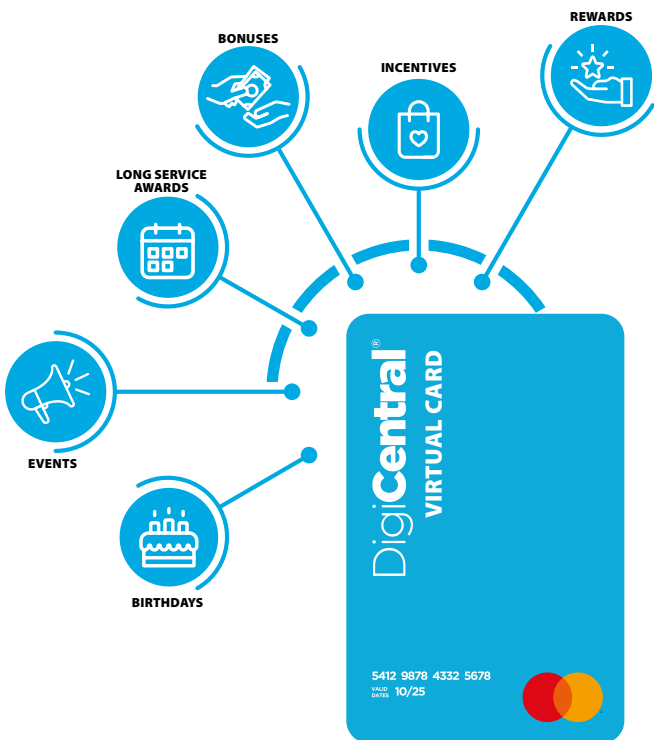 REWARDS
BONUSES
INCENTIVES
LONG SERVICE
AWARDS
EVENTS
BIRTHDAYS
DigiCentral®
VIRTUAL CARD
5412 9878 4332 5678
VALID
DATES 10/25